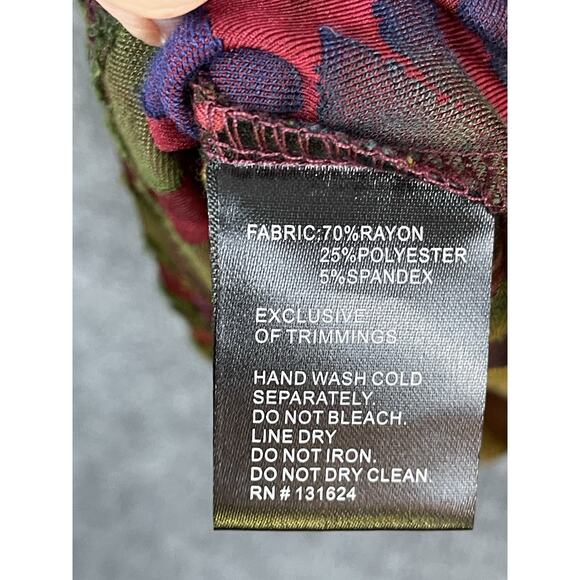 FABRIC:70%RAYON
25%POLYESTER
5%SPANDEX
EXCLUSIVE
OF TRIMMINGS
HAND WASH COLD
SEPARATELY.
DO NOT BLEACH.
LINE DRY
DO NOT IRON.
DO NOT DRY CLEAN.
RN # 131624